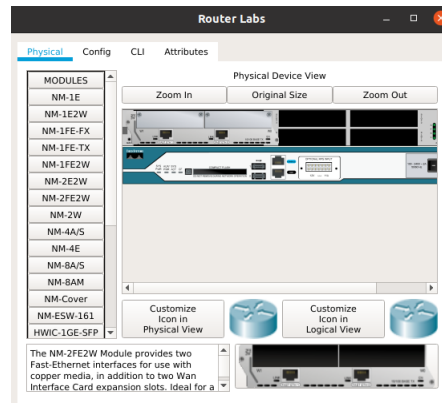 Router Labs
Physical
Config
CLI
Attributes
MODULES
NM-1E
NM-1E2W
NM-1FE-FX
NM-1FE-TX
NM-1FE2W
NM-2E2W
NM-2FE2W
NM-2W
NM-4A/S
NM-4E
NM-8A/S
NM-8AM
NM-Cover
NM-ESW-161
HWIC-1GE-SFP
Physical Device View
Zoom In
Original Size
Zoom Out
Customize
Icon in
Physical View
Customize
Icon in
Logical View
The NM-2FE2W Module provides two
Fast-Ethernet interfaces for use with
copper media, in addition to two Wan
Interface Card expansion slots. Ideal for a